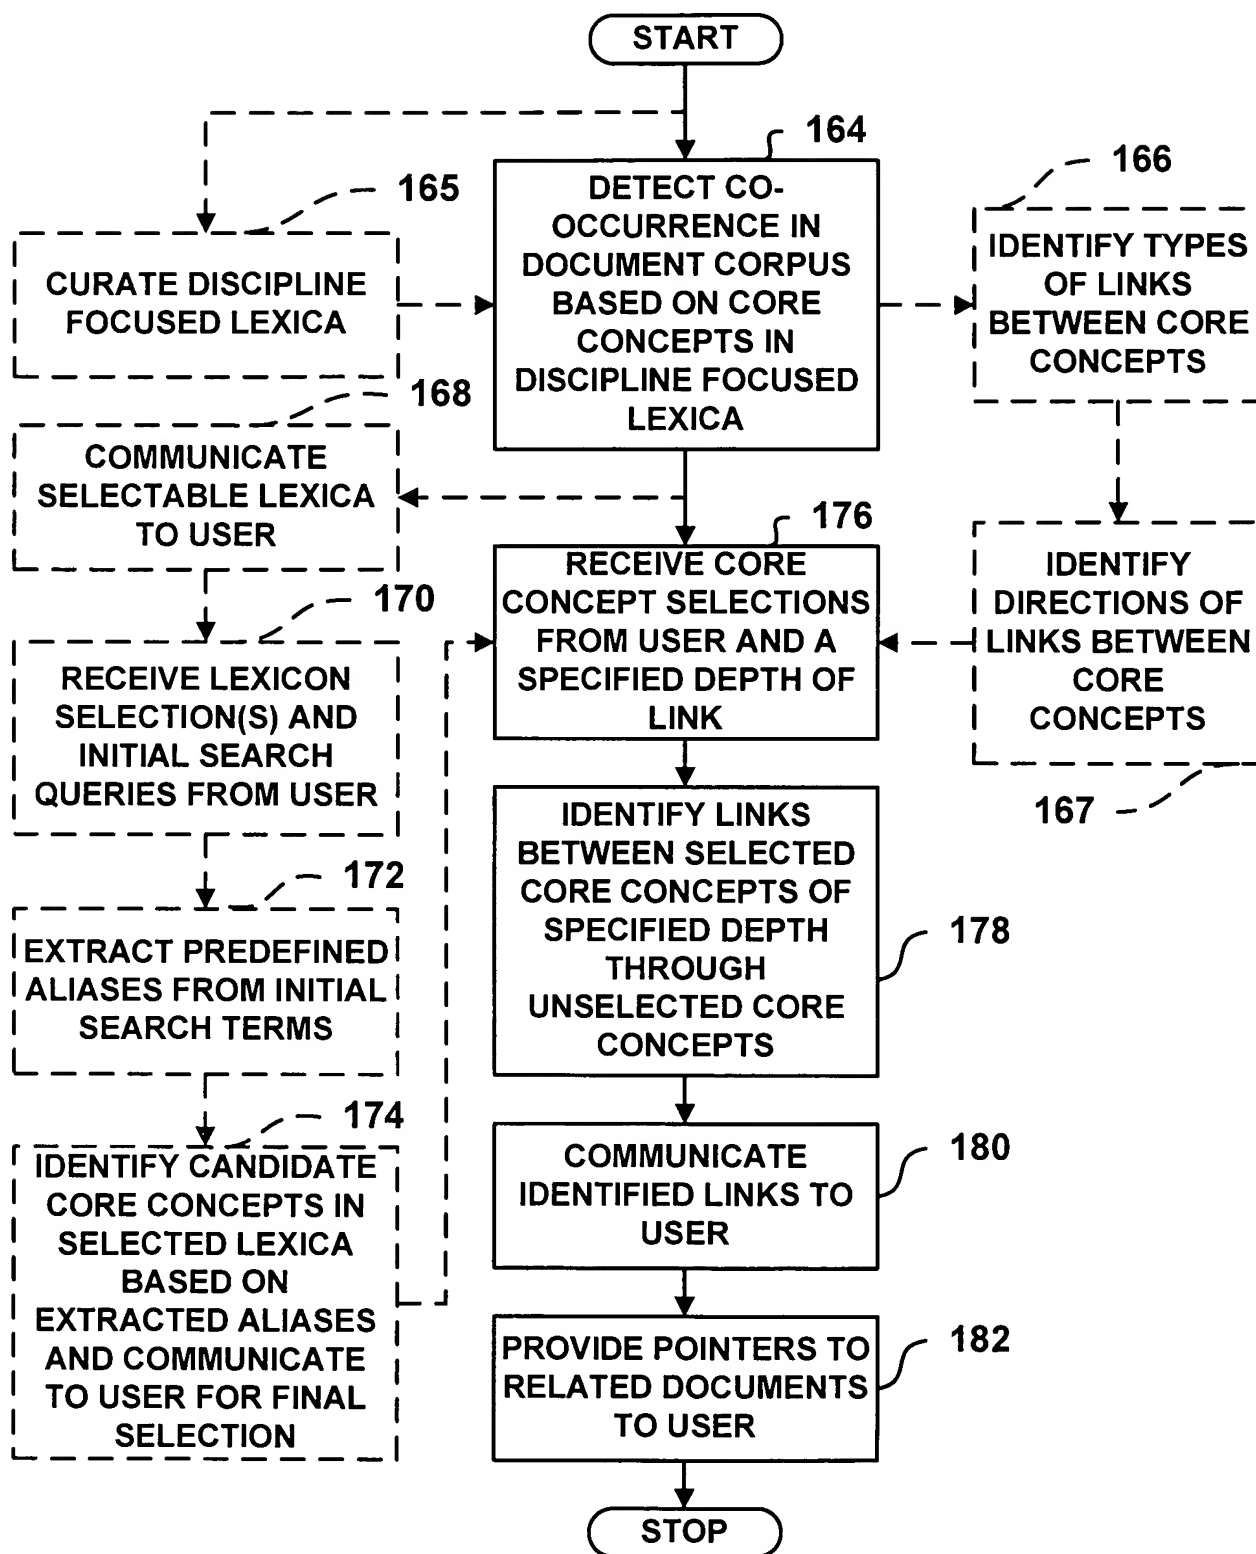 START
164
DETECT CO-
OCCURRENCE IN
DOCUMENT CORPUS
BASED ON CORE
CONCEPTS IN
DISCIPLINE FOCUSED
LEXICA
165
CURATE DISCIPLINE
FOCUSED LEXICA
166
IDENTIFY TYPES
OF LINKS
BETWEEN CORE
CONCEPTS
168
COMMUNICATE
SELECTABLE LEXICA
TO USER
176
RECEIVE CORE
CONCEPT SELECTIONS
FROM USER AND A
SPECIFIED DEPTH OF
LINK
IDENTIFY
DIRECTIONS OF
LINKS BETWEEN
CORE
CONCEPTS
167
170
RECEIVE LEXICON
SELECTION(S) AND
INITIAL SEARCH
QUERIES FROM USER
172
EXTRACT PREDEFINED
ALIASES FROM INITIAL
SEARCH TERMS
174
IDENTIFY CANDIDATE
CORE CONCEPTS IN
SELECTED LEXICA
BASED ON
EXTRACTED ALIASES
AND COMMUNICATE
TO USER FOR FINAL
SELECTION
IDENTIFY LINKS
BETWEEN SELECTED
CORE CONCEPTS OF
SPECIFIED DEPTH
THROUGH
UNSELECTED CORE
CONCEPTS
178
COMMUNICATE
IDENTIFIED LINKS TO
USER
180
PROVIDE POINTERS TO
RELATED DOCUMENTS
TO USER
182
STOP